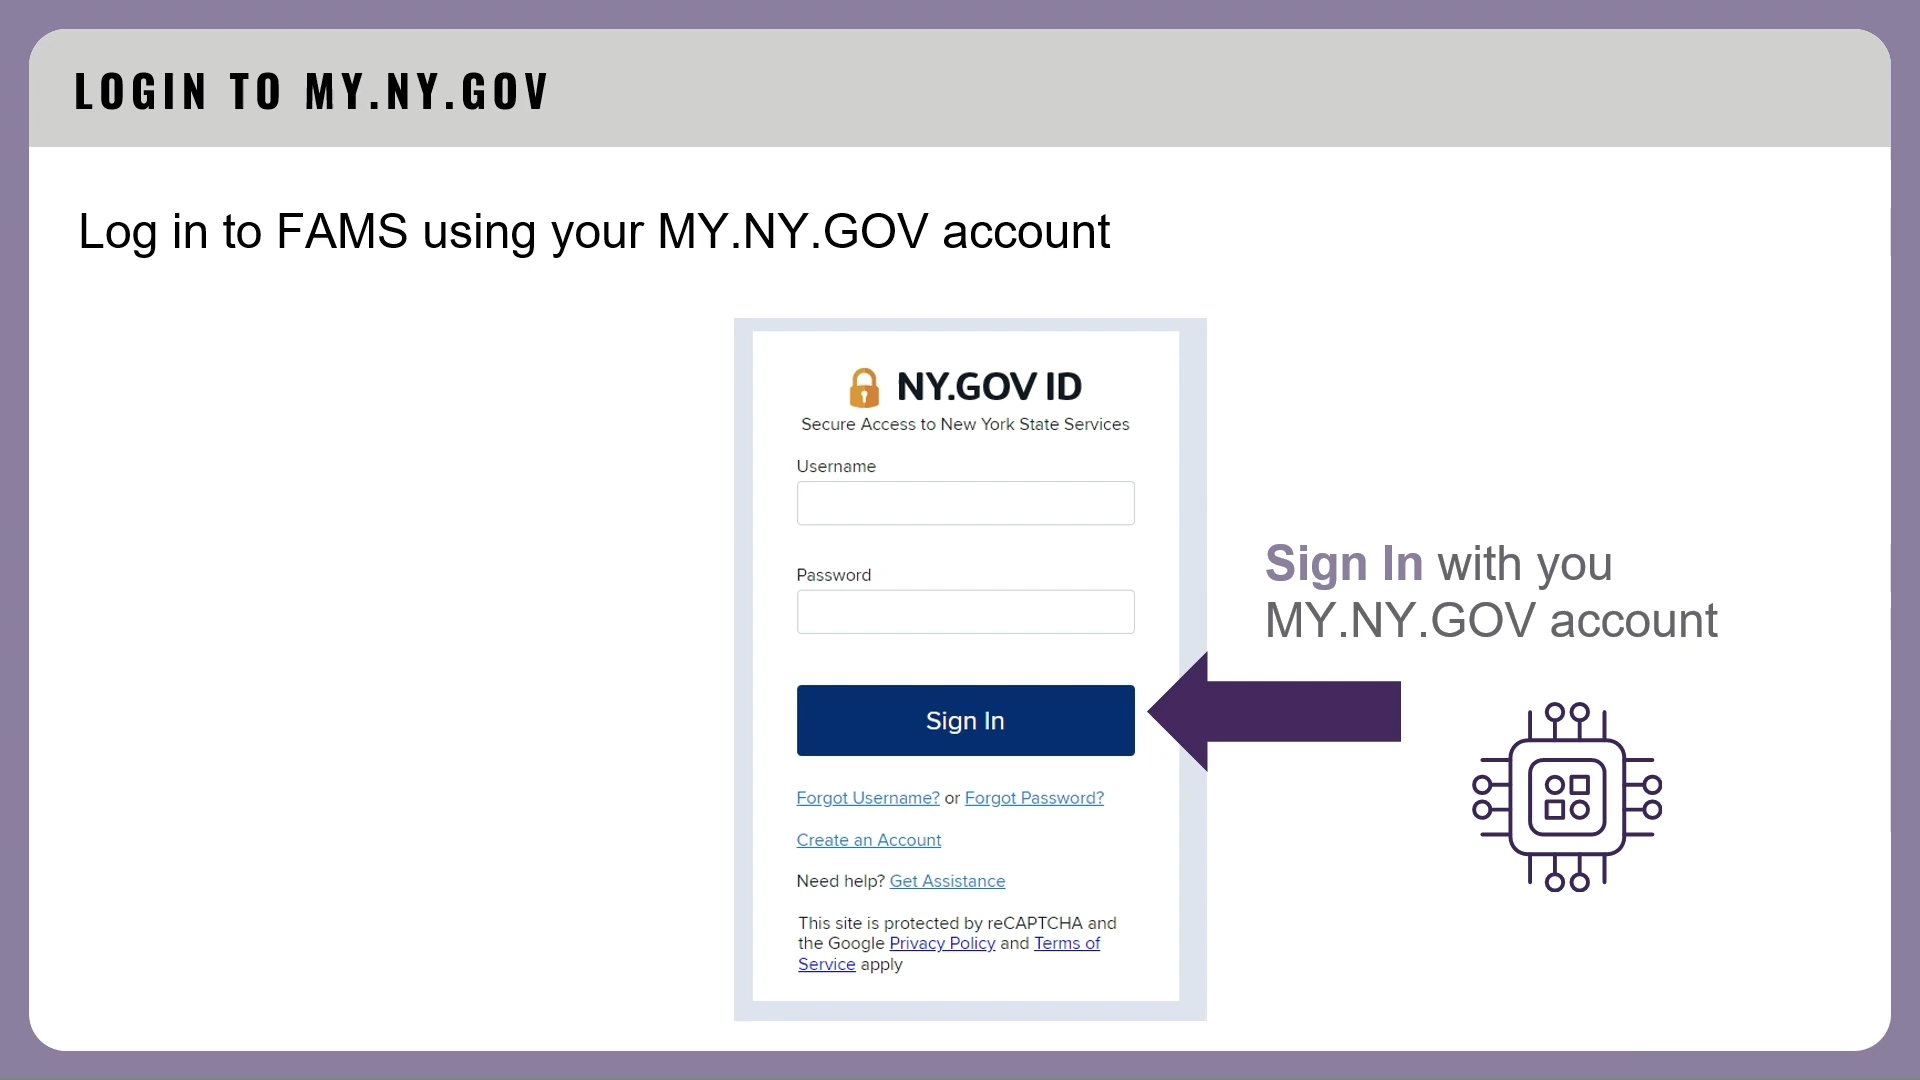 LOGIN TO MY.NY.GOV
Log in to FAMS using your MY.NY.GOV account
NY.GOV ID
Secure Access to New York State Services
Username
Password
Sign In
Forgot Username? or Forgot Password?
Create an Account
Need help? Get Assistance
This site is protected by reCAPTCHA and
the Google Privacy Policy and Terms of
Service apply
Sign In with you
MY.NY.GOV account